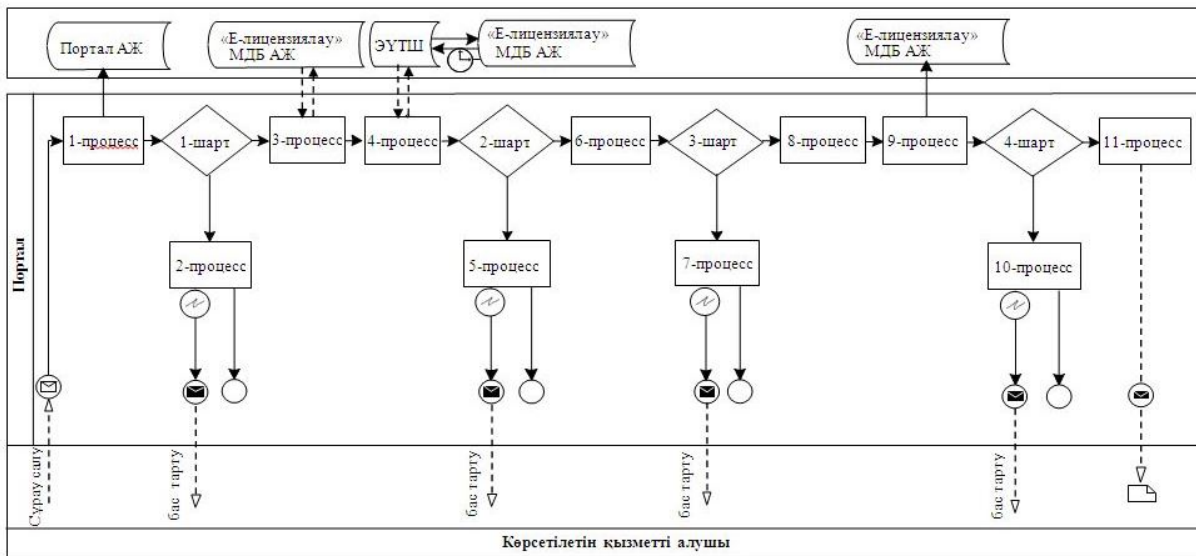 Портал АЖ
«Е-лицензиялау»
МДБ АЖ
ЭҮТШ
«Е-лицензиялау»
МДБ АЖ
«Е-лицензиялау»
МДБ АЖ
Портал
1-процесс
1-шарт
3-процесс
4-процесс
2-шарт
6-процесс
3-шарт
8-процесс
9-процесс
4-шарт
11-процесс
2-процесс
5-процесс
7-процесс
10-процесс
Сұрау салу
бас тарту
бас тарту
бас тарту
бас тарту
Көрсетілетін қызметті алушы